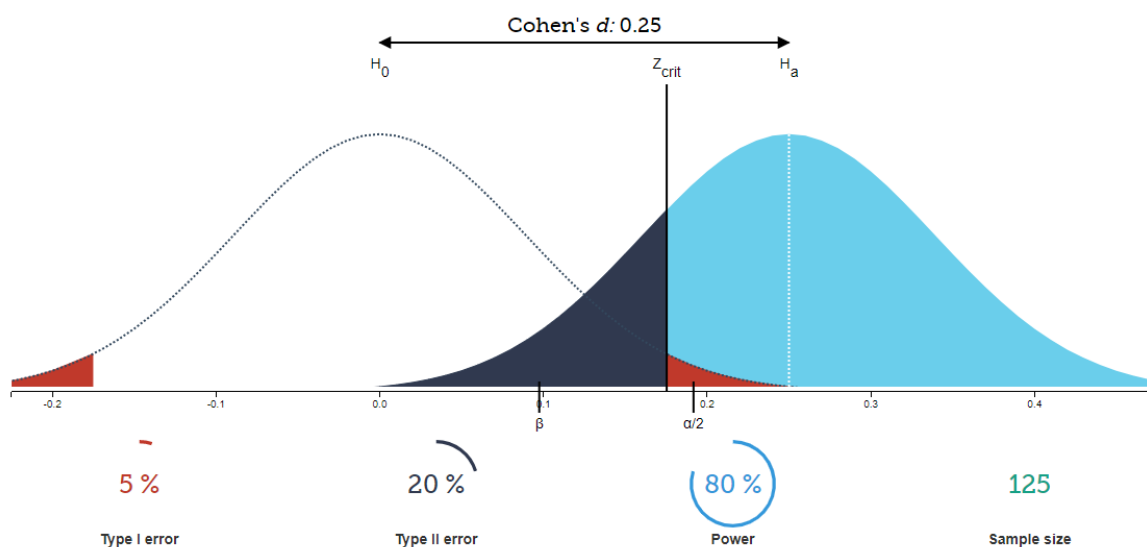 Cohen's d: 0.25
H0 Zcrit Ha
-0.2 -0.1 0.0 0.1 0.2 0.3 0.4
β α/2
5 % 20 % 80 % 125
Type I error Type II error Power Sample size